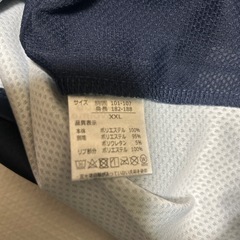 サイズ 胸囲 101-107
身長 182-188
XXL
品質表示
本体 ポリエステル 100%
ポリエステル 95%
ポリウレタン 5%
リブ部分 ポリエステル 100%